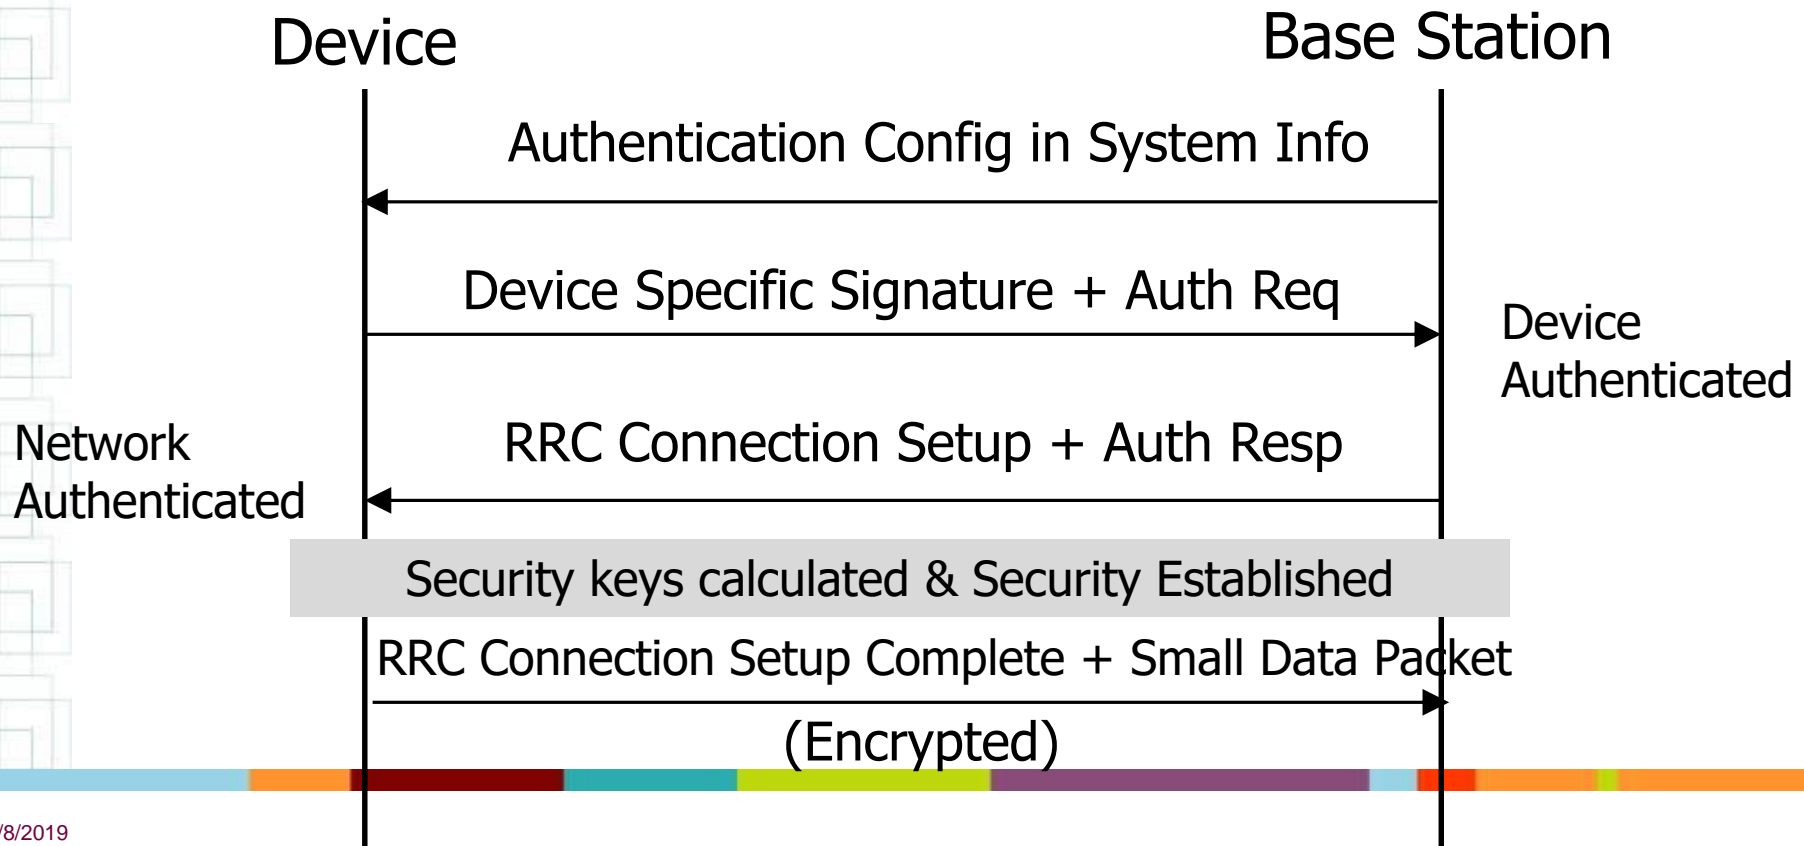 Device
Base Station
Authentication Config in System Info
Device Specific Signature + Auth Req
Device
Authenticated
RRC Connection Setup + Auth Resp
Network
Authenticated
Security keys calculated & Security Established
RRC Connection Setup Complete + Small Data Packet
(Encrypted)
/8/2019